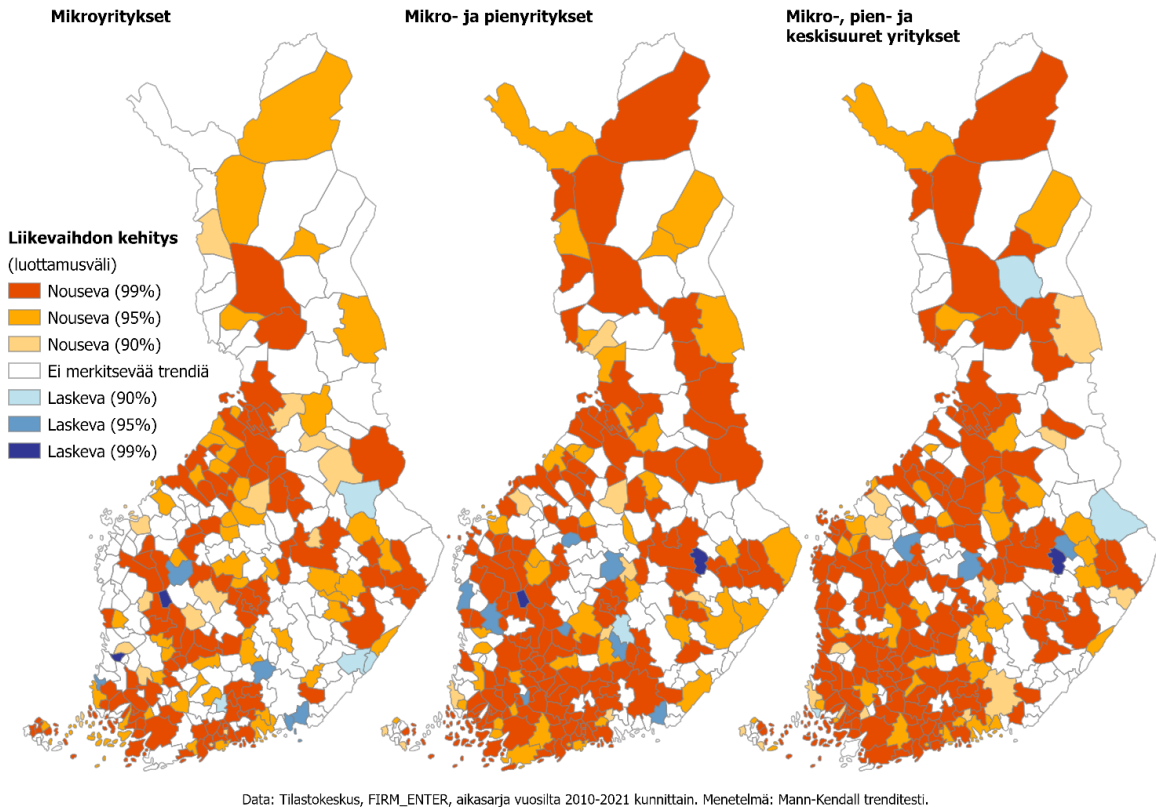 Mikroyritykset
Mikro- ja pienyritykset
Mikro-, pien- ja
keskisuuret yritykset
Liikevaihdon kehitys
(luottamusväli)
Nouseva (99%)
Nouseva (95%)
Nouseva (90%)
Ei merkitsevää trendiä
Laskeva (90%)
Laskeva (95%)
Laskeva (99%)
Data: Tilastokeskus, FIRM_ENTER, aikasarja vuosilta 2010-2021 kunnittain. Menetelmä: Mann-Kendall trenditesti.